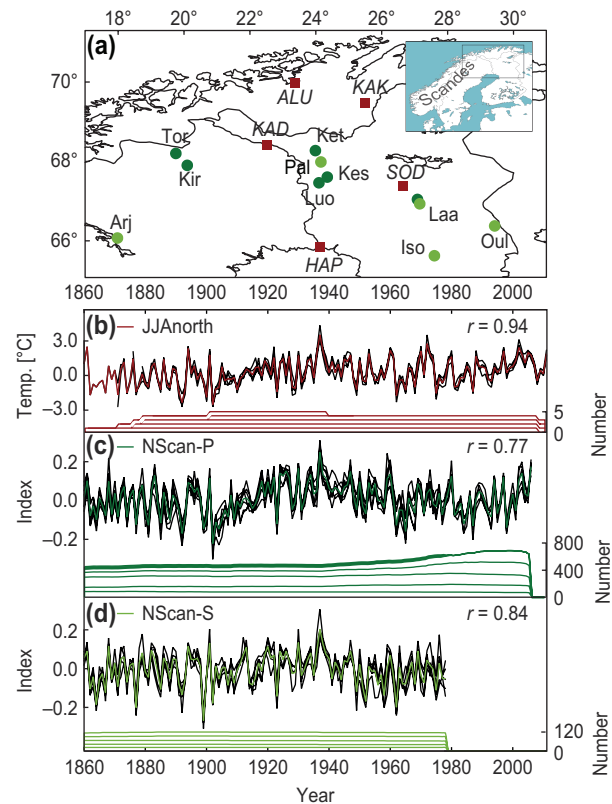 18 20 22 24 26 28 30
(a)
Scandes
70°
ALU
KAK
Tor
KAD
Ket
68°
Kir
Pal
Kes
SOD
Luo
Laa
Arj
66°
Iso
Oul
HAP
1860 1880 1900 1920 1940 1960 1980 2000
(b) JJAnorth r = 0.94
Temp. [°C]
3.0
0.0
−3.0
5
0
Number
(c) NScan-P r = 0.77
Index
0.2
0.0
−0.2
800
400
0
Number
(d) NScan-S r = 0.84
Index
0.2
0.0
−0.2
120
0
Number
1860 1880 1900 1920 1940 1960 1980 2000
Year